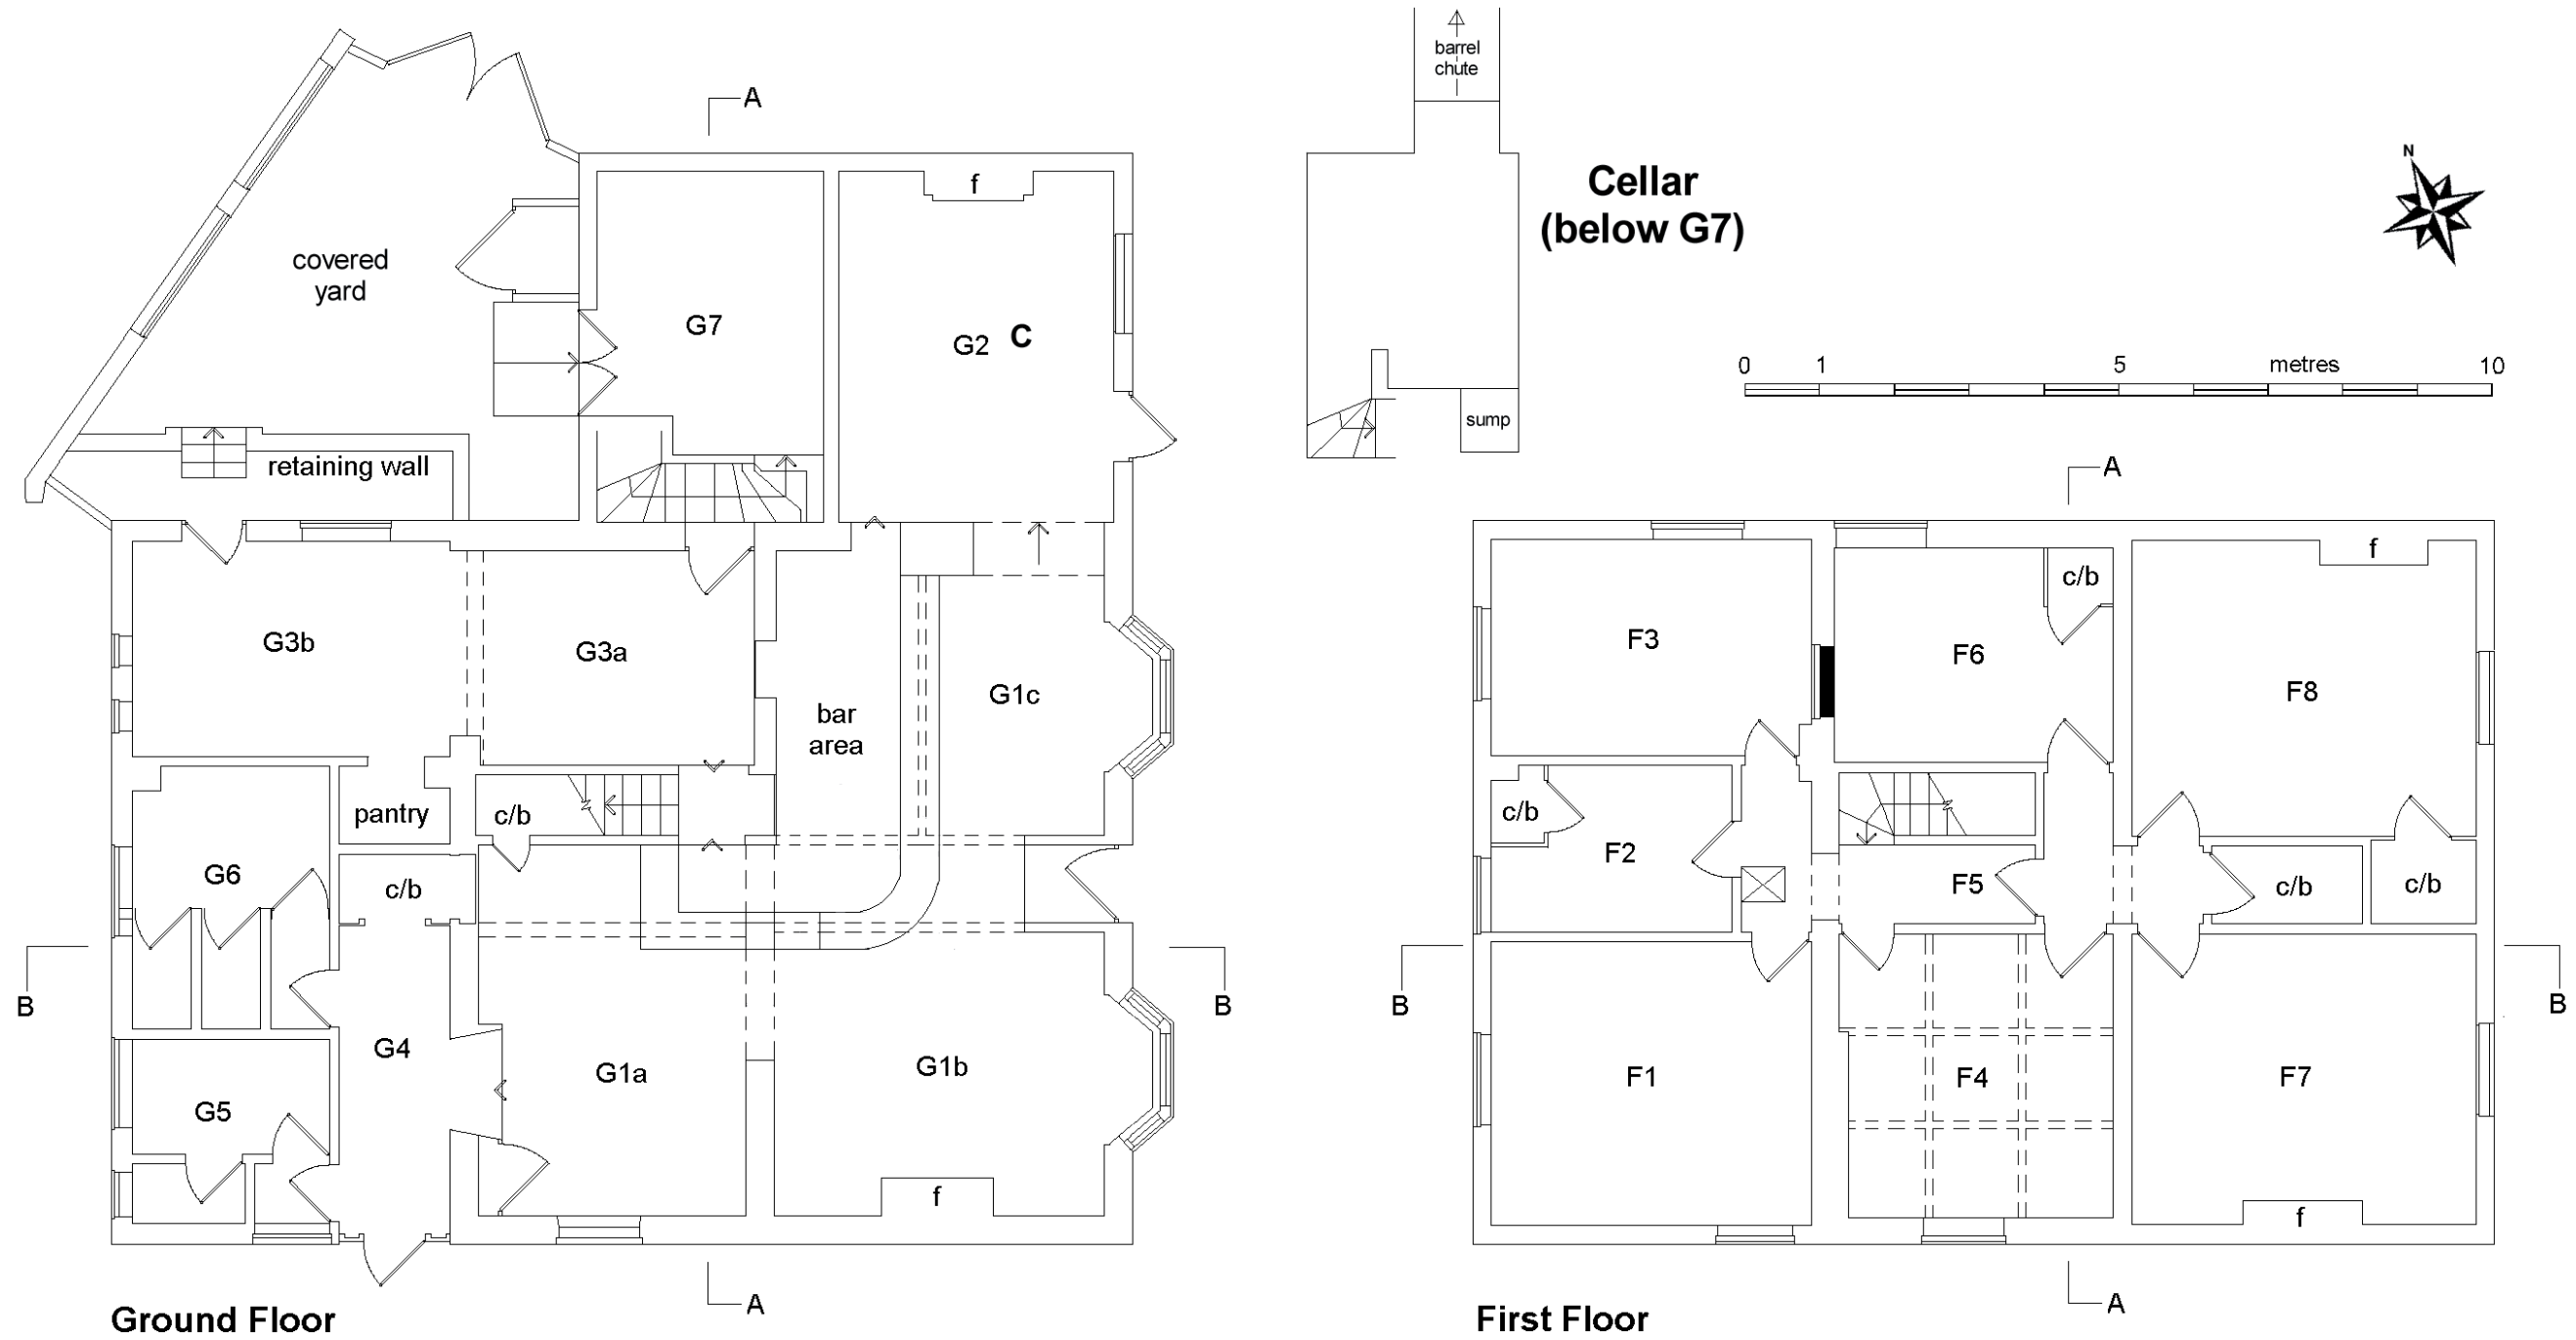 barrel
chute
A
Cellar
(below G7)
N
f
covered
yard
G7
G2 C
0 1 5 metres 10
sump
retaining wall
A
G3b
G3a
G1c
bar
area
pantry
c/b
G6
c/b
B
B
G4
G5
G1a
G1b
f
A
Ground Floor
f
c/b
F3
F6
F8
c/b
F2
F5
c/b
c/b
B
B
F1
F4
F7
f
A
First Floor